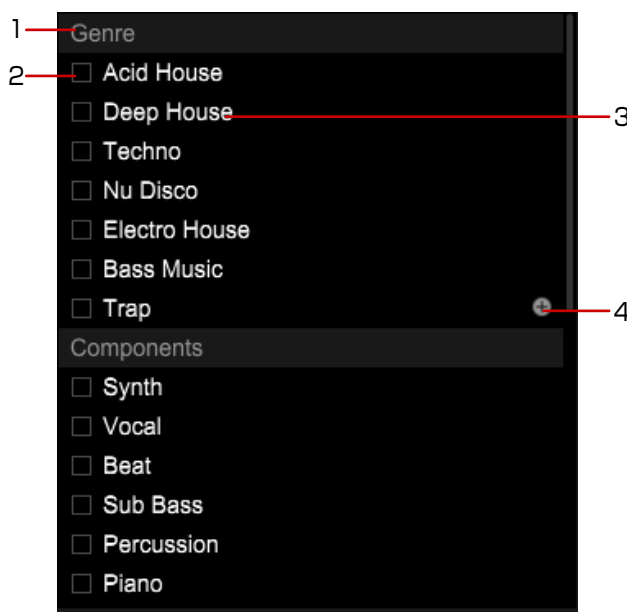 1 Genre
2 Acid House
Deep House 3
Techno
Nu Disco
Electro House
Bass Music
Trap 4
Components
Synth
Vocal
Beat
Sub Bass
Percussion
Piano